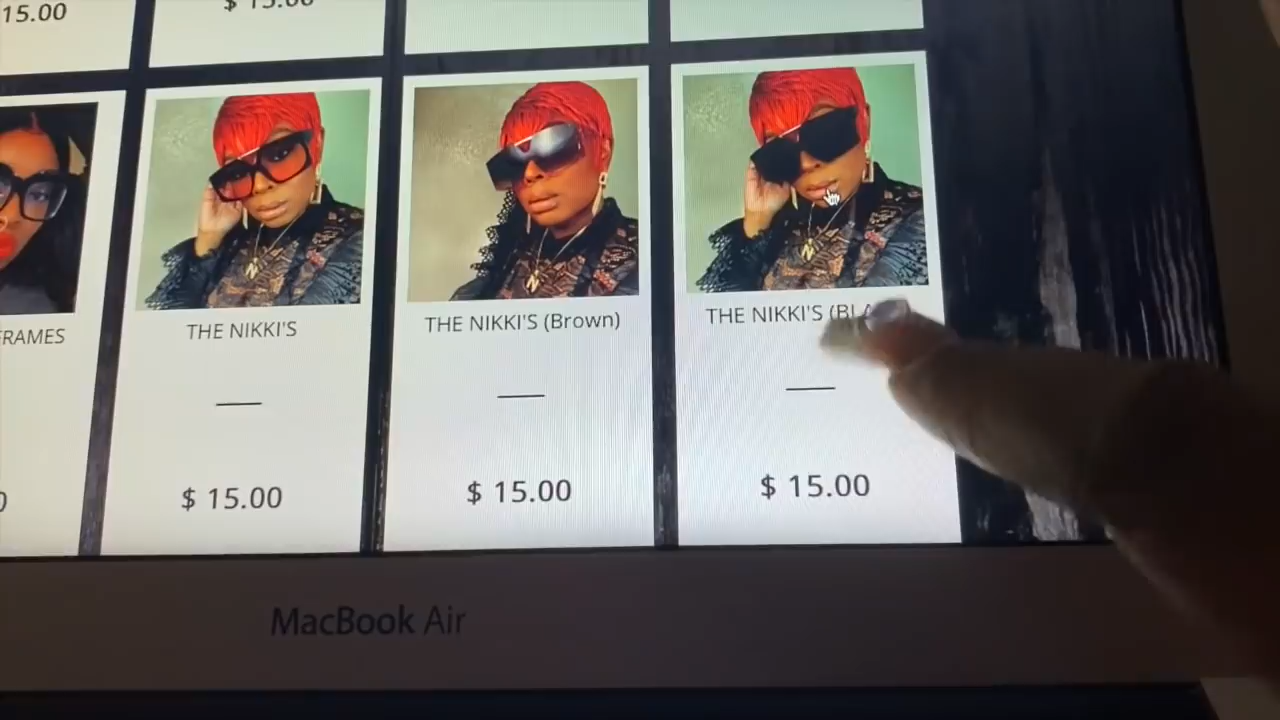 15.00
$ 15.00
FRAMES
THE NIKKI'S
THE NIKKI'S (Brown)
THE NIKKI'S
$ 15.00
$ 15.00
$ 15.00
MacBook Air